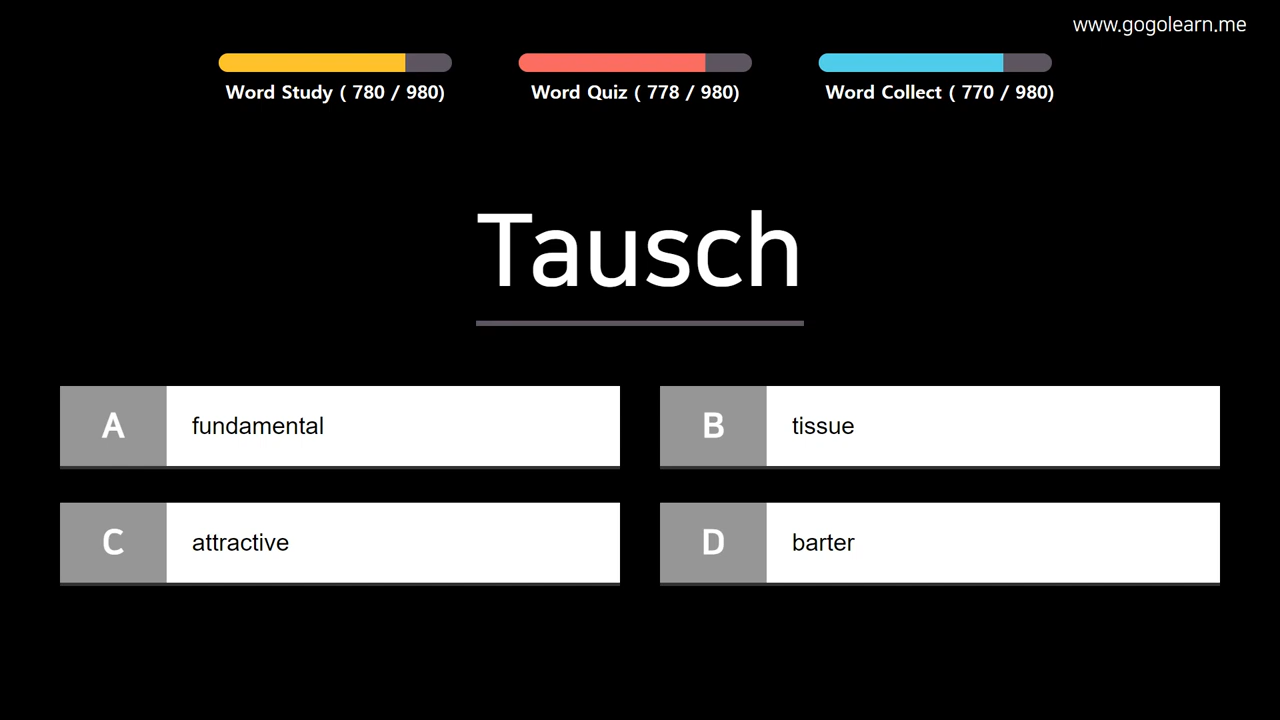 www.gogolearn.me
Word Study ( 780 / 980)
Word Quiz ( 778 / 980)
Word Collect ( 770 / 980)
Tausch
A fundamental
B tissue
C attractive
D barter